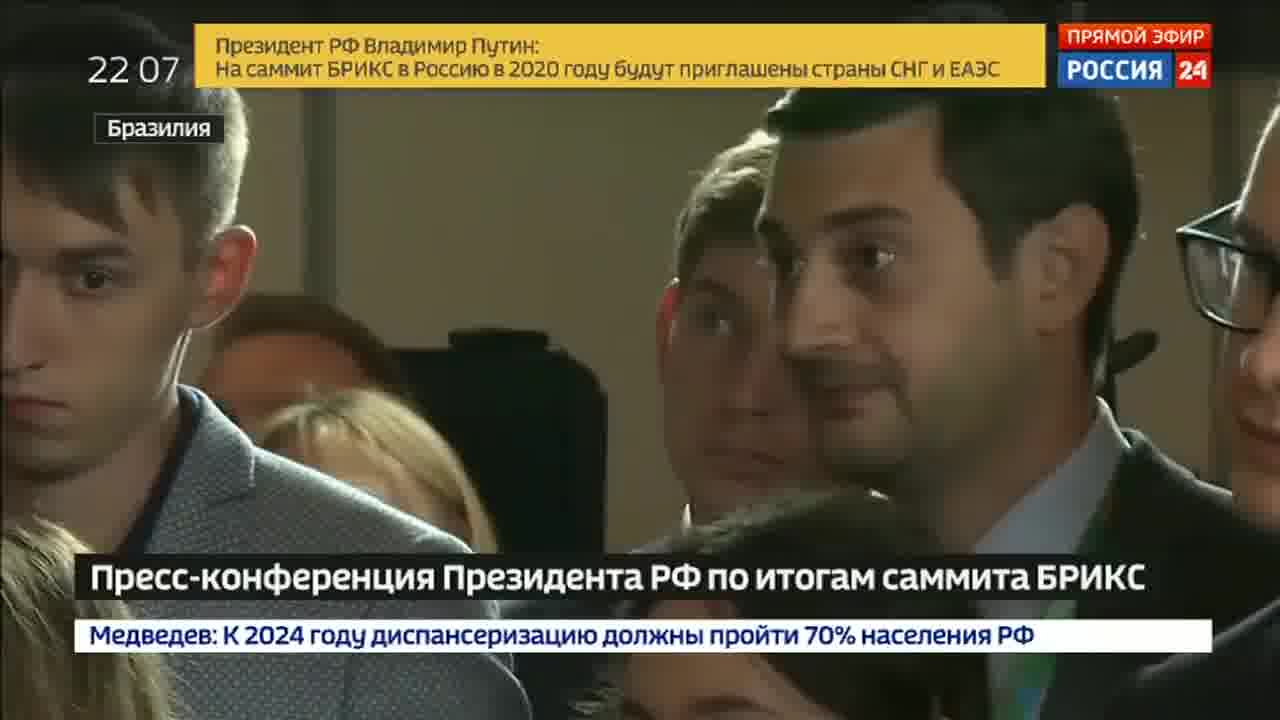 22 07
Президент РФ Владимир Путин:
На саммит БРИКС в Россию в 2020 году будут приглашены страны СНГ и ЕАЭС
ПРЯМОЙ ЭФИР
РОССИЯ 24
Бразилия
Пресс-конференция Президента РФ по итогам саммита БРИКС
Медведев: К 2024 году диспансеризацию должны пройти 70% населения РФ